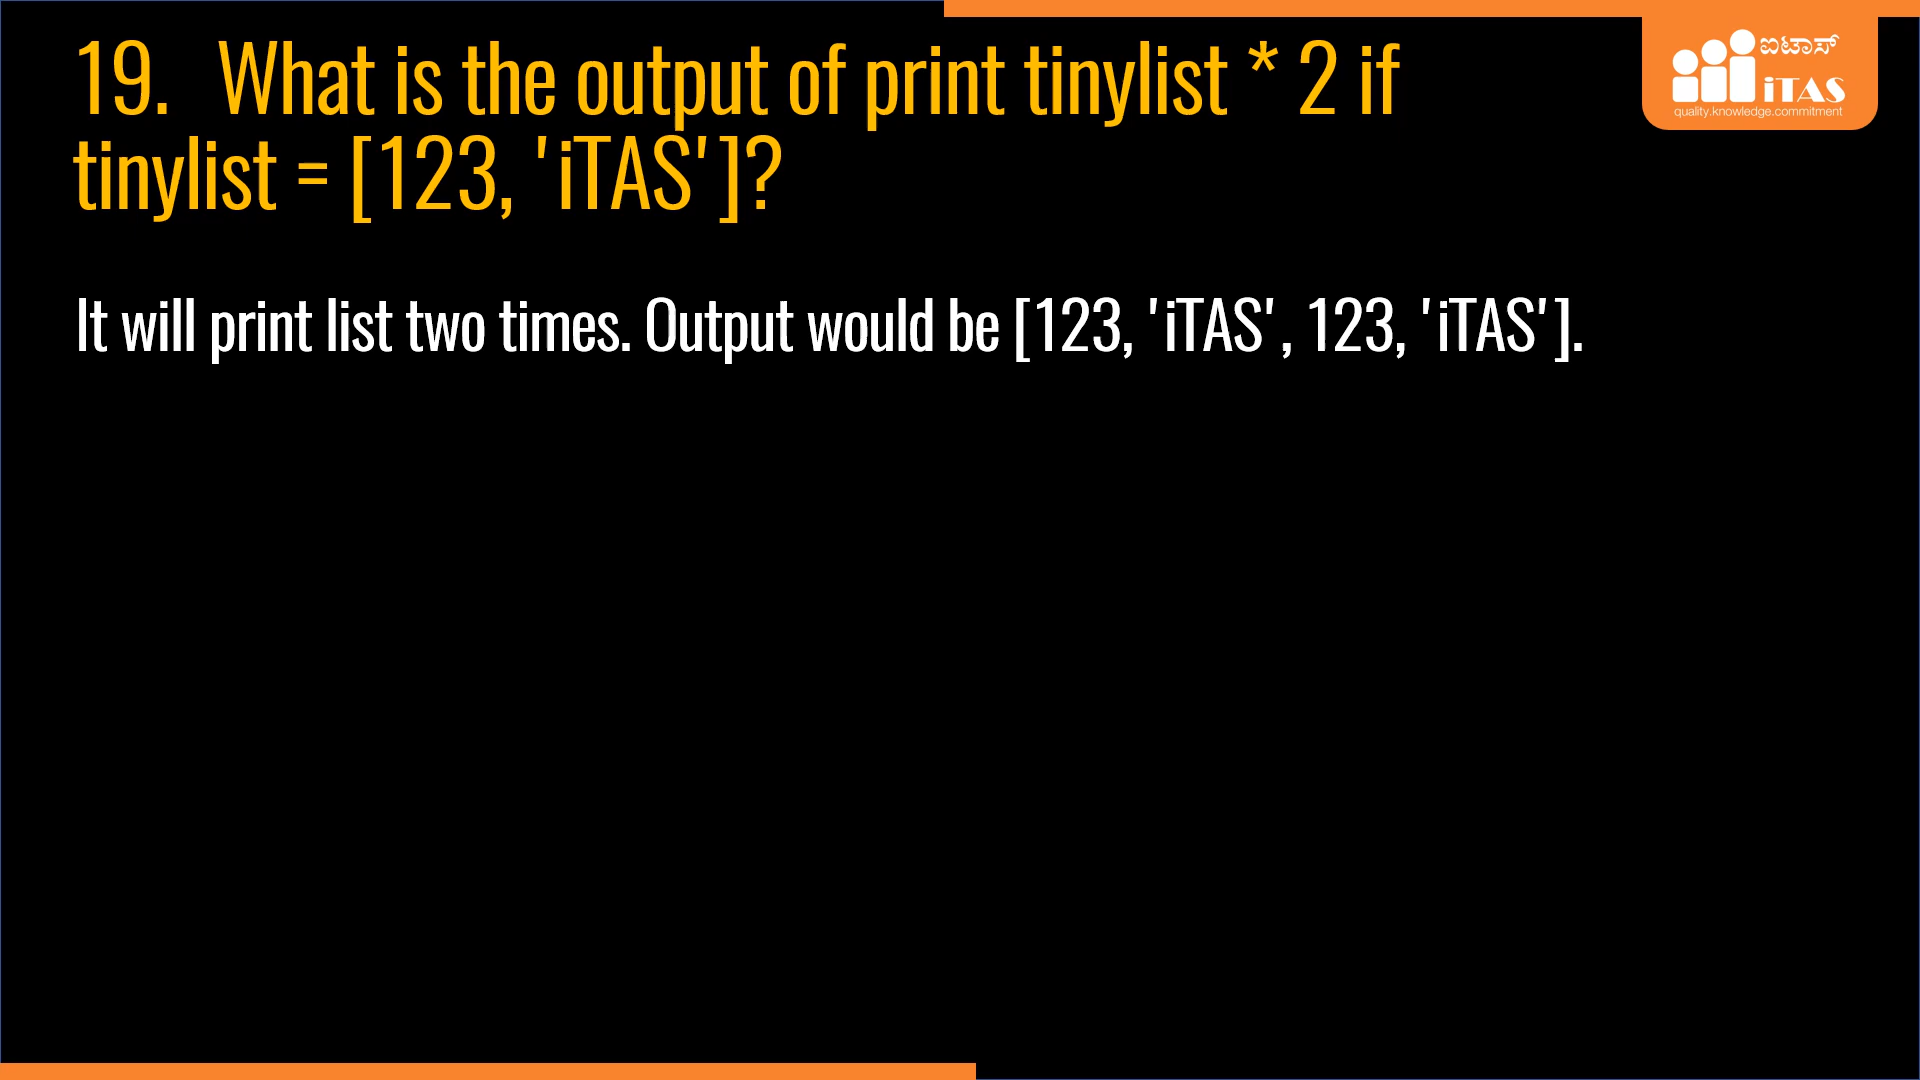 19. What is the output of print tinylist * 2 if
tinylist = [123, 'iTAS']?
ಐಟಾಸ್
iTAS
quality.knowledge.commitment
It will print list two times. Output would be [123, 'iTAS', 123, 'iTAS'].